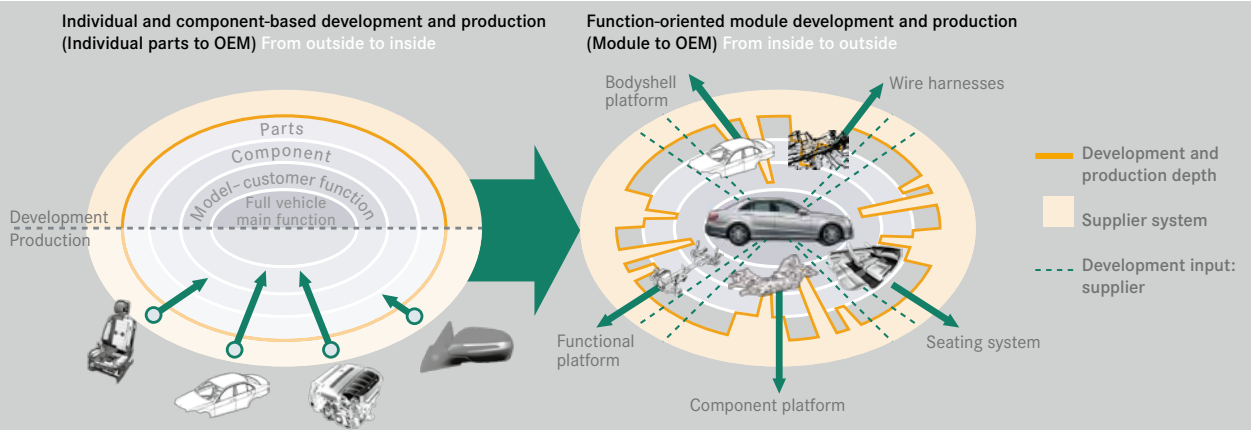 Individual and component-based development and production
(Individual parts to OEM) From outside to inside
Parts
Component
Model–customer function
Full vehicle
main function
Development
Production
Function-oriented module development and production
(Module to OEM) From inside to outside
Bodyshell
platform
Wire harnesses
Functional
platform
Component platform
Seating system
Development and
production depth
Supplier system
Development input:
supplier